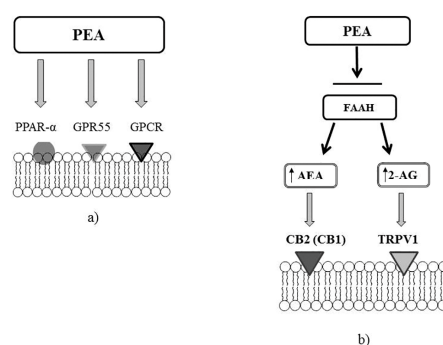 PEA
PPAR-α GPR55 GPCR
a)
PEA
FAAH
↑ AEA ↑2-AG
CB2 (CB1) TRPV1
b)